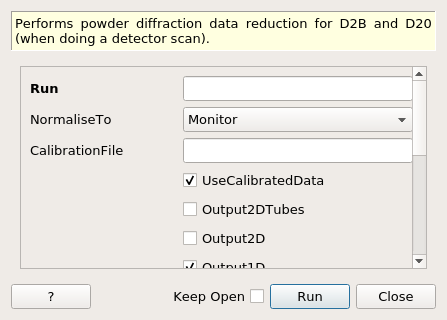 Performs powder diffraction data reduction for D2B and D20
(when doing a detector scan).
Run
NormaliseTo Monitor
CalibrationFile
UseCalibratedData
Output2DTubes
Output2D
Output1D
? Keep Open Run Close